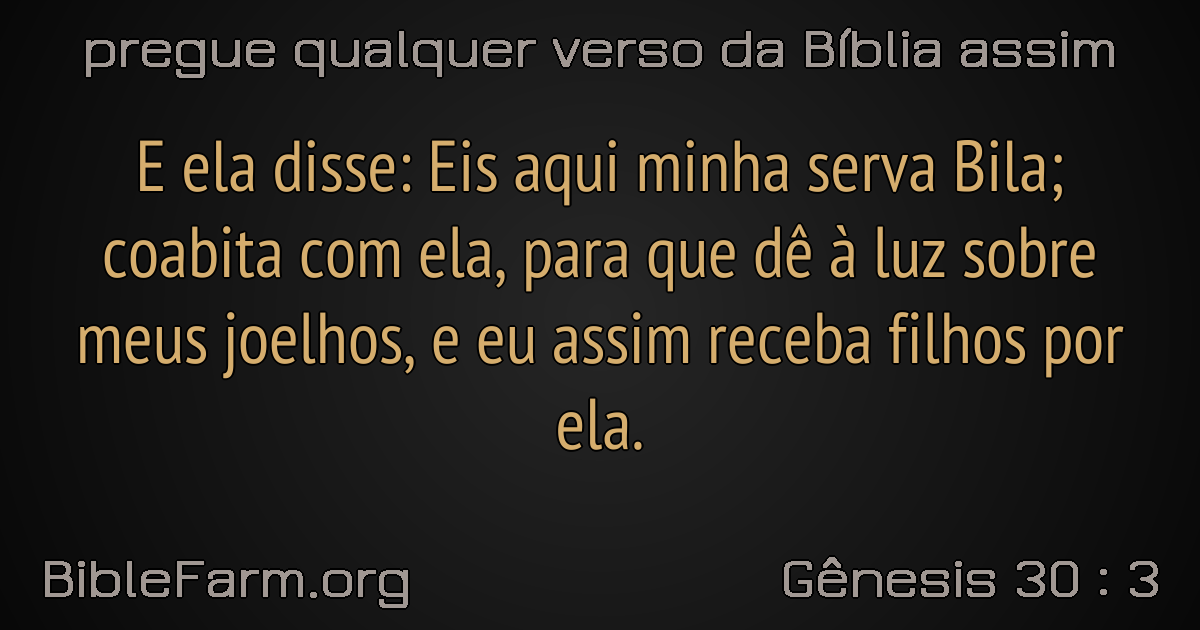 pregue qualquer verso da Bíblia assim
E ela disse: Eis aqui minha serva Bila;
coabita com ela, para que dê à luz sobre
meus joelhos, e eu assim receba filhos por
ela.
BibleFarm.org
Gênesis 30 : 3